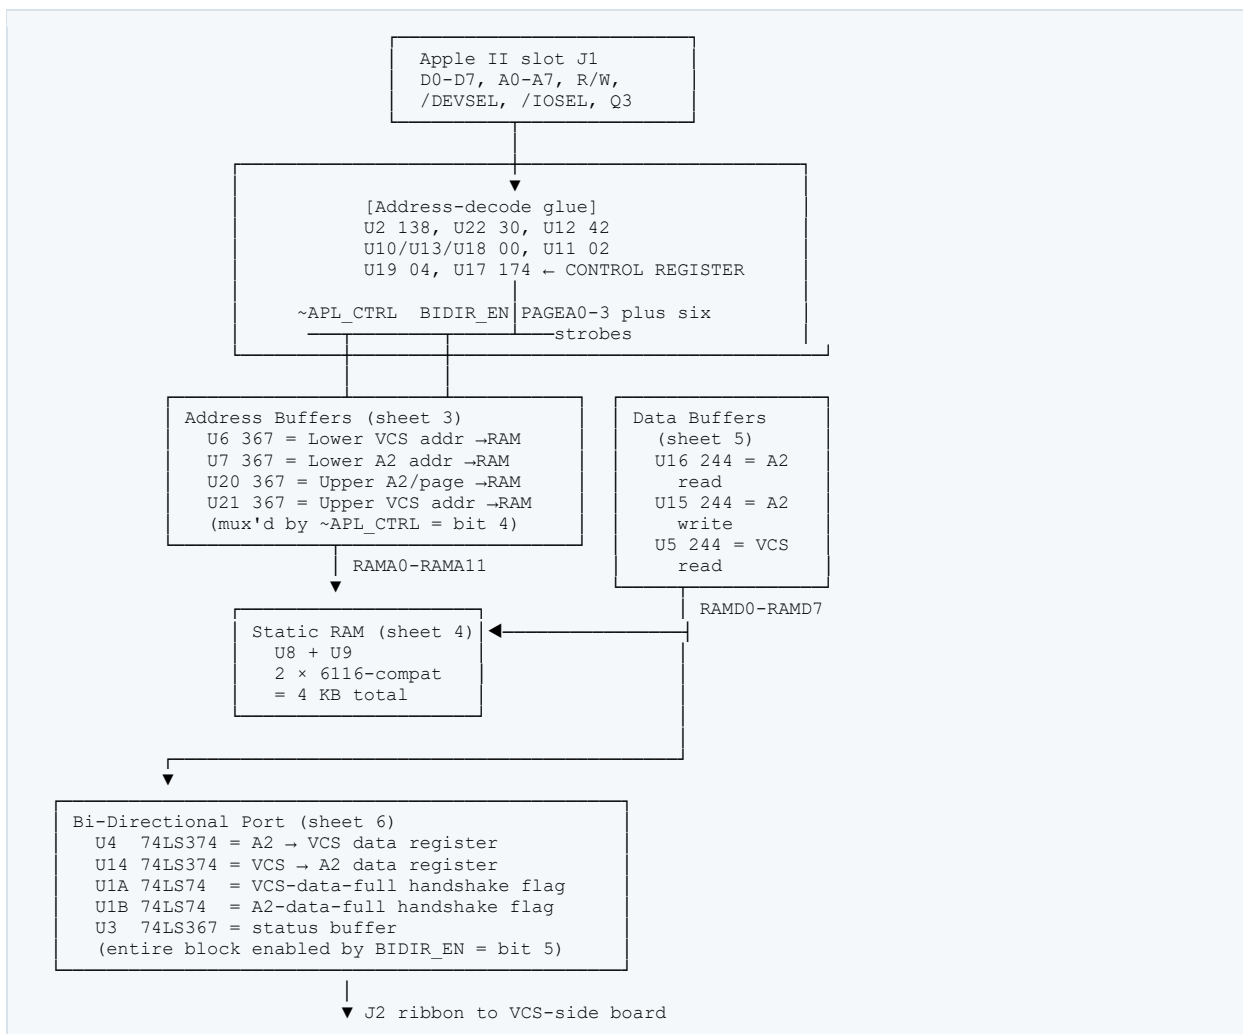 Apple II slot J1
D0-D7, A0-A7, R/W,
/DEVSEL, /IOSEL, Q3
[Address-decode glue]
U2 138, U22 30, U12 42
U10/U13/U18 00, U11 02
U19 04, U17 174 ← CONTROL REGISTER
~APL_CTRL BIDIR_EN PAGEA0-3 plus six
strobes
Address Buffers (sheet 3)
U6 367 = Lower VCS addr →RAM
U7 367 = Lower A2 addr →RAM
U20 367 = Upper A2/page →RAM
U21 367 = Upper VCS addr →RAM
(mux'd by ~APL_CTRL = bit 4)
Data Buffers
(sheet 5)
U16 244 = A2
read
U15 244 = A2
write
U5 244 = VCS
read
RAMA0-RAMA11
RAMD0-RAMD7
Static RAM (sheet 4)
U8 + U9
2 × 6116-compat
= 4 KB total
Bi-Directional Port (sheet 6)
U4 74LS374 = A2 → VCS data register
U14 74LS374 = VCS → A2 data register
U1A 74LS74 = VCS-data-full handshake flag
U1B 74LS74 = A2-data-full handshake flag
U3 74LS367 = status buffer
(entire block enabled by BIDIR_EN = bit 5)
▼ J2 ribbon to VCS-side board